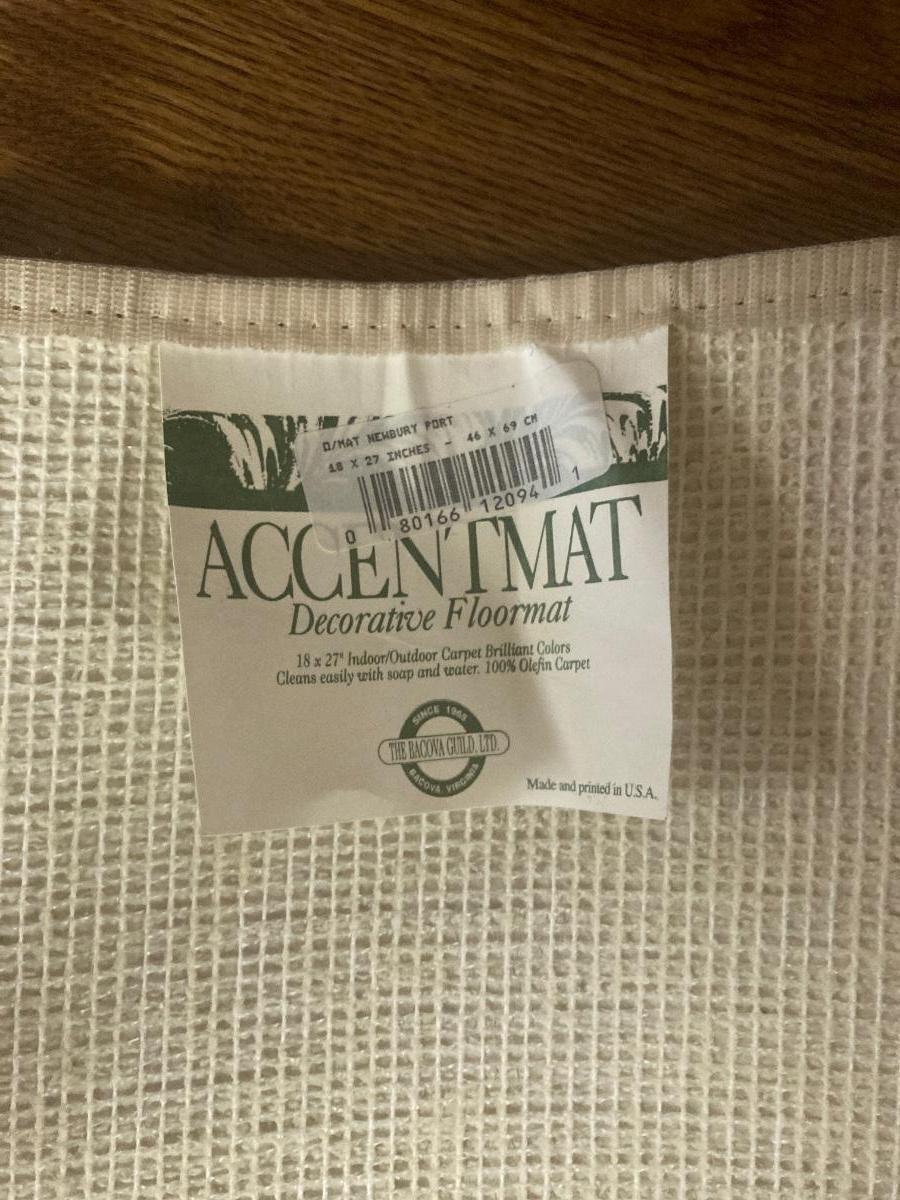 D/MAT NEWBURY PORT
18 X 27 INCHES - 46 X 69 CM
0 80166 12094 1
ACCENTMAT
Decorative Floormat
18 x 27" Indoor/Outdoor Carpet Brilliant Colors
Cleans easily with soap and water. 100% Olefin Carpet
SINCE 1965
THE BACOVA GUILD, LTD.
BACOVA, VIRGINIA
Made and printed in U.S.A.